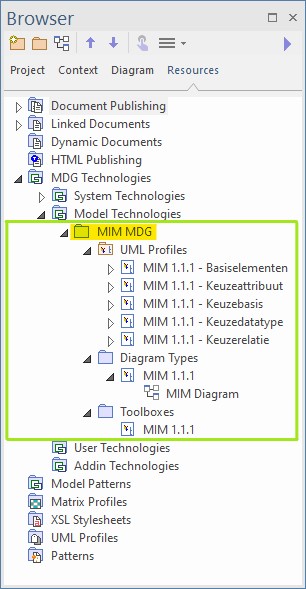 Browser
Project Context Diagram Resources
Document Publishing
Linked Documents
Dynamic Documents
HTML Publishing
MDG Technologies
System Technologies
Model Technologies
MIM MDG
UML Profiles
MIM 1.1.1 - Basiselementen
MIM 1.1.1 - Keuzeattribuut
MIM 1.1.1 - Keuzebasis
MIM 1.1.1 - Keuzedatatype
MIM 1.1.1 - Keuzerelatie
Diagram Types
MIM 1.1.1
MIM Diagram
Toolboxes
MIM 1.1.1
User Technologies
Addin Technologies
Model Patterns
Matrix Profiles
XSL Stylesheets
UML Profiles
Patterns